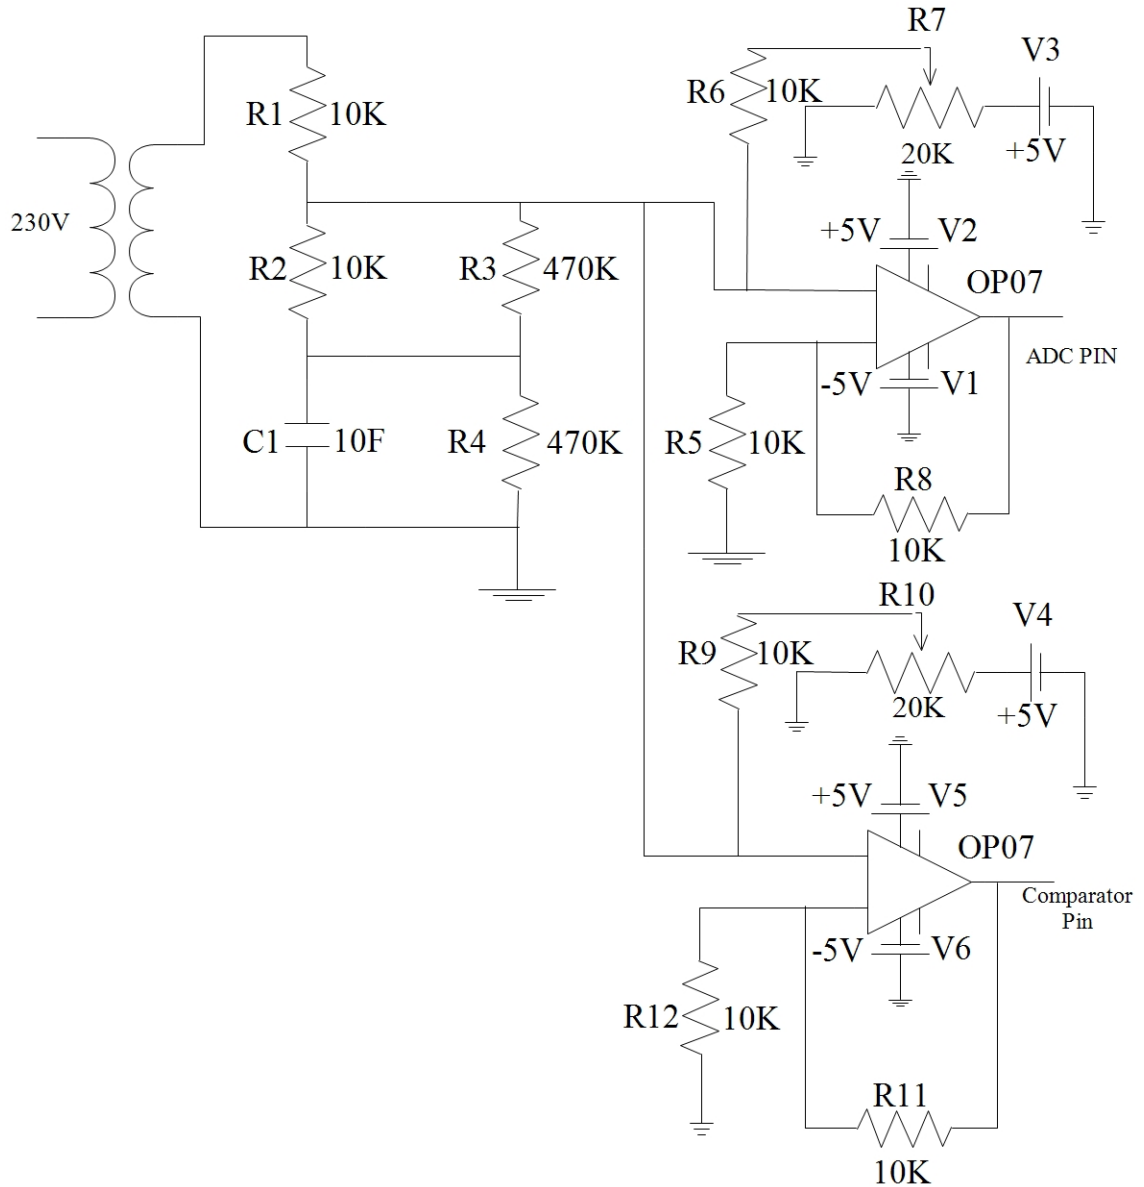 R7
V3
R6
10K
R1
10K
20K
+5V
230V
+5V
V2
R2
10K
R3
470K
OP07
ADC PIN
-5V
V1
C1
10F
R4
470K
R5
10K
R8
10K
R10
V4
R9
10K
20K
+5V
+5V
V5
OP07
Comparator
Pin
-5V
V6
R12
10K
R11
10K